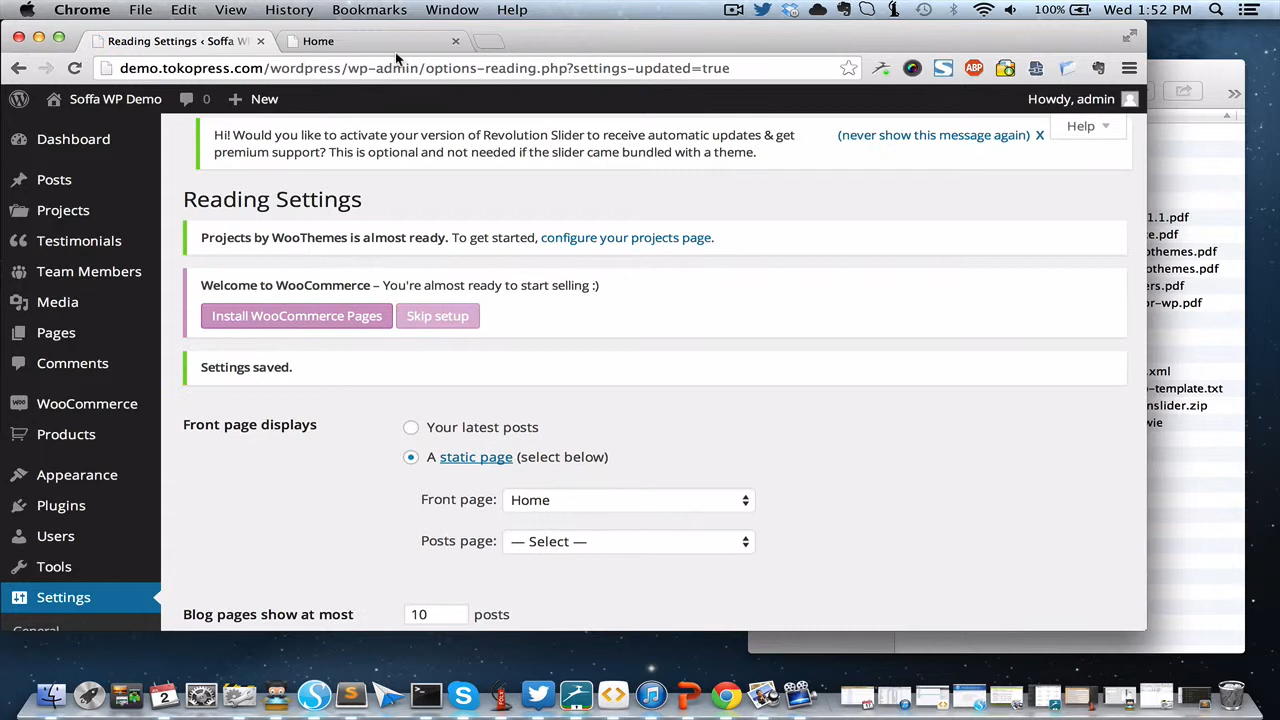 Chrome File Edit View History Bookmarks Window Help 100% Wed 1:52 PM
Reading Settings ‹ Soffa W
Home
demo.tokopress.com/wordpress/wp-admin/options-reading.php?settings-updated=true
ABP
Soffa WP Demo 0 + New Howdy, admin
Help
Hi! Would you like to activate your version of Revolution Slider to receive automatic updates & get
premium support? This is optional and not needed if the slider came bundled with a theme.
(never show this message again) X
Dashboard
Posts
Projects
Testimonials
Team Members
Media
Pages
Comments
WooCommerce
Products
Appearance
Plugins
Users
Tools
Settings
General
Reading Settings
Projects by WooThemes is almost ready. To get started, configure your projects page.
Welcome to WooCommerce – You're almost ready to start selling :)
Install WooCommerce Pages Skip setup
Settings saved.
Front page displays
Your latest posts
A static page (select below)
Front page: Home
Posts page: — Select —
Blog pages show at most 10 posts
1.1.pdf
te.pdf
othemes.pdf
othemes.pdf
ers.pdf
or-wp.pdf
.xml
-template.txt
nslider.zip
wie